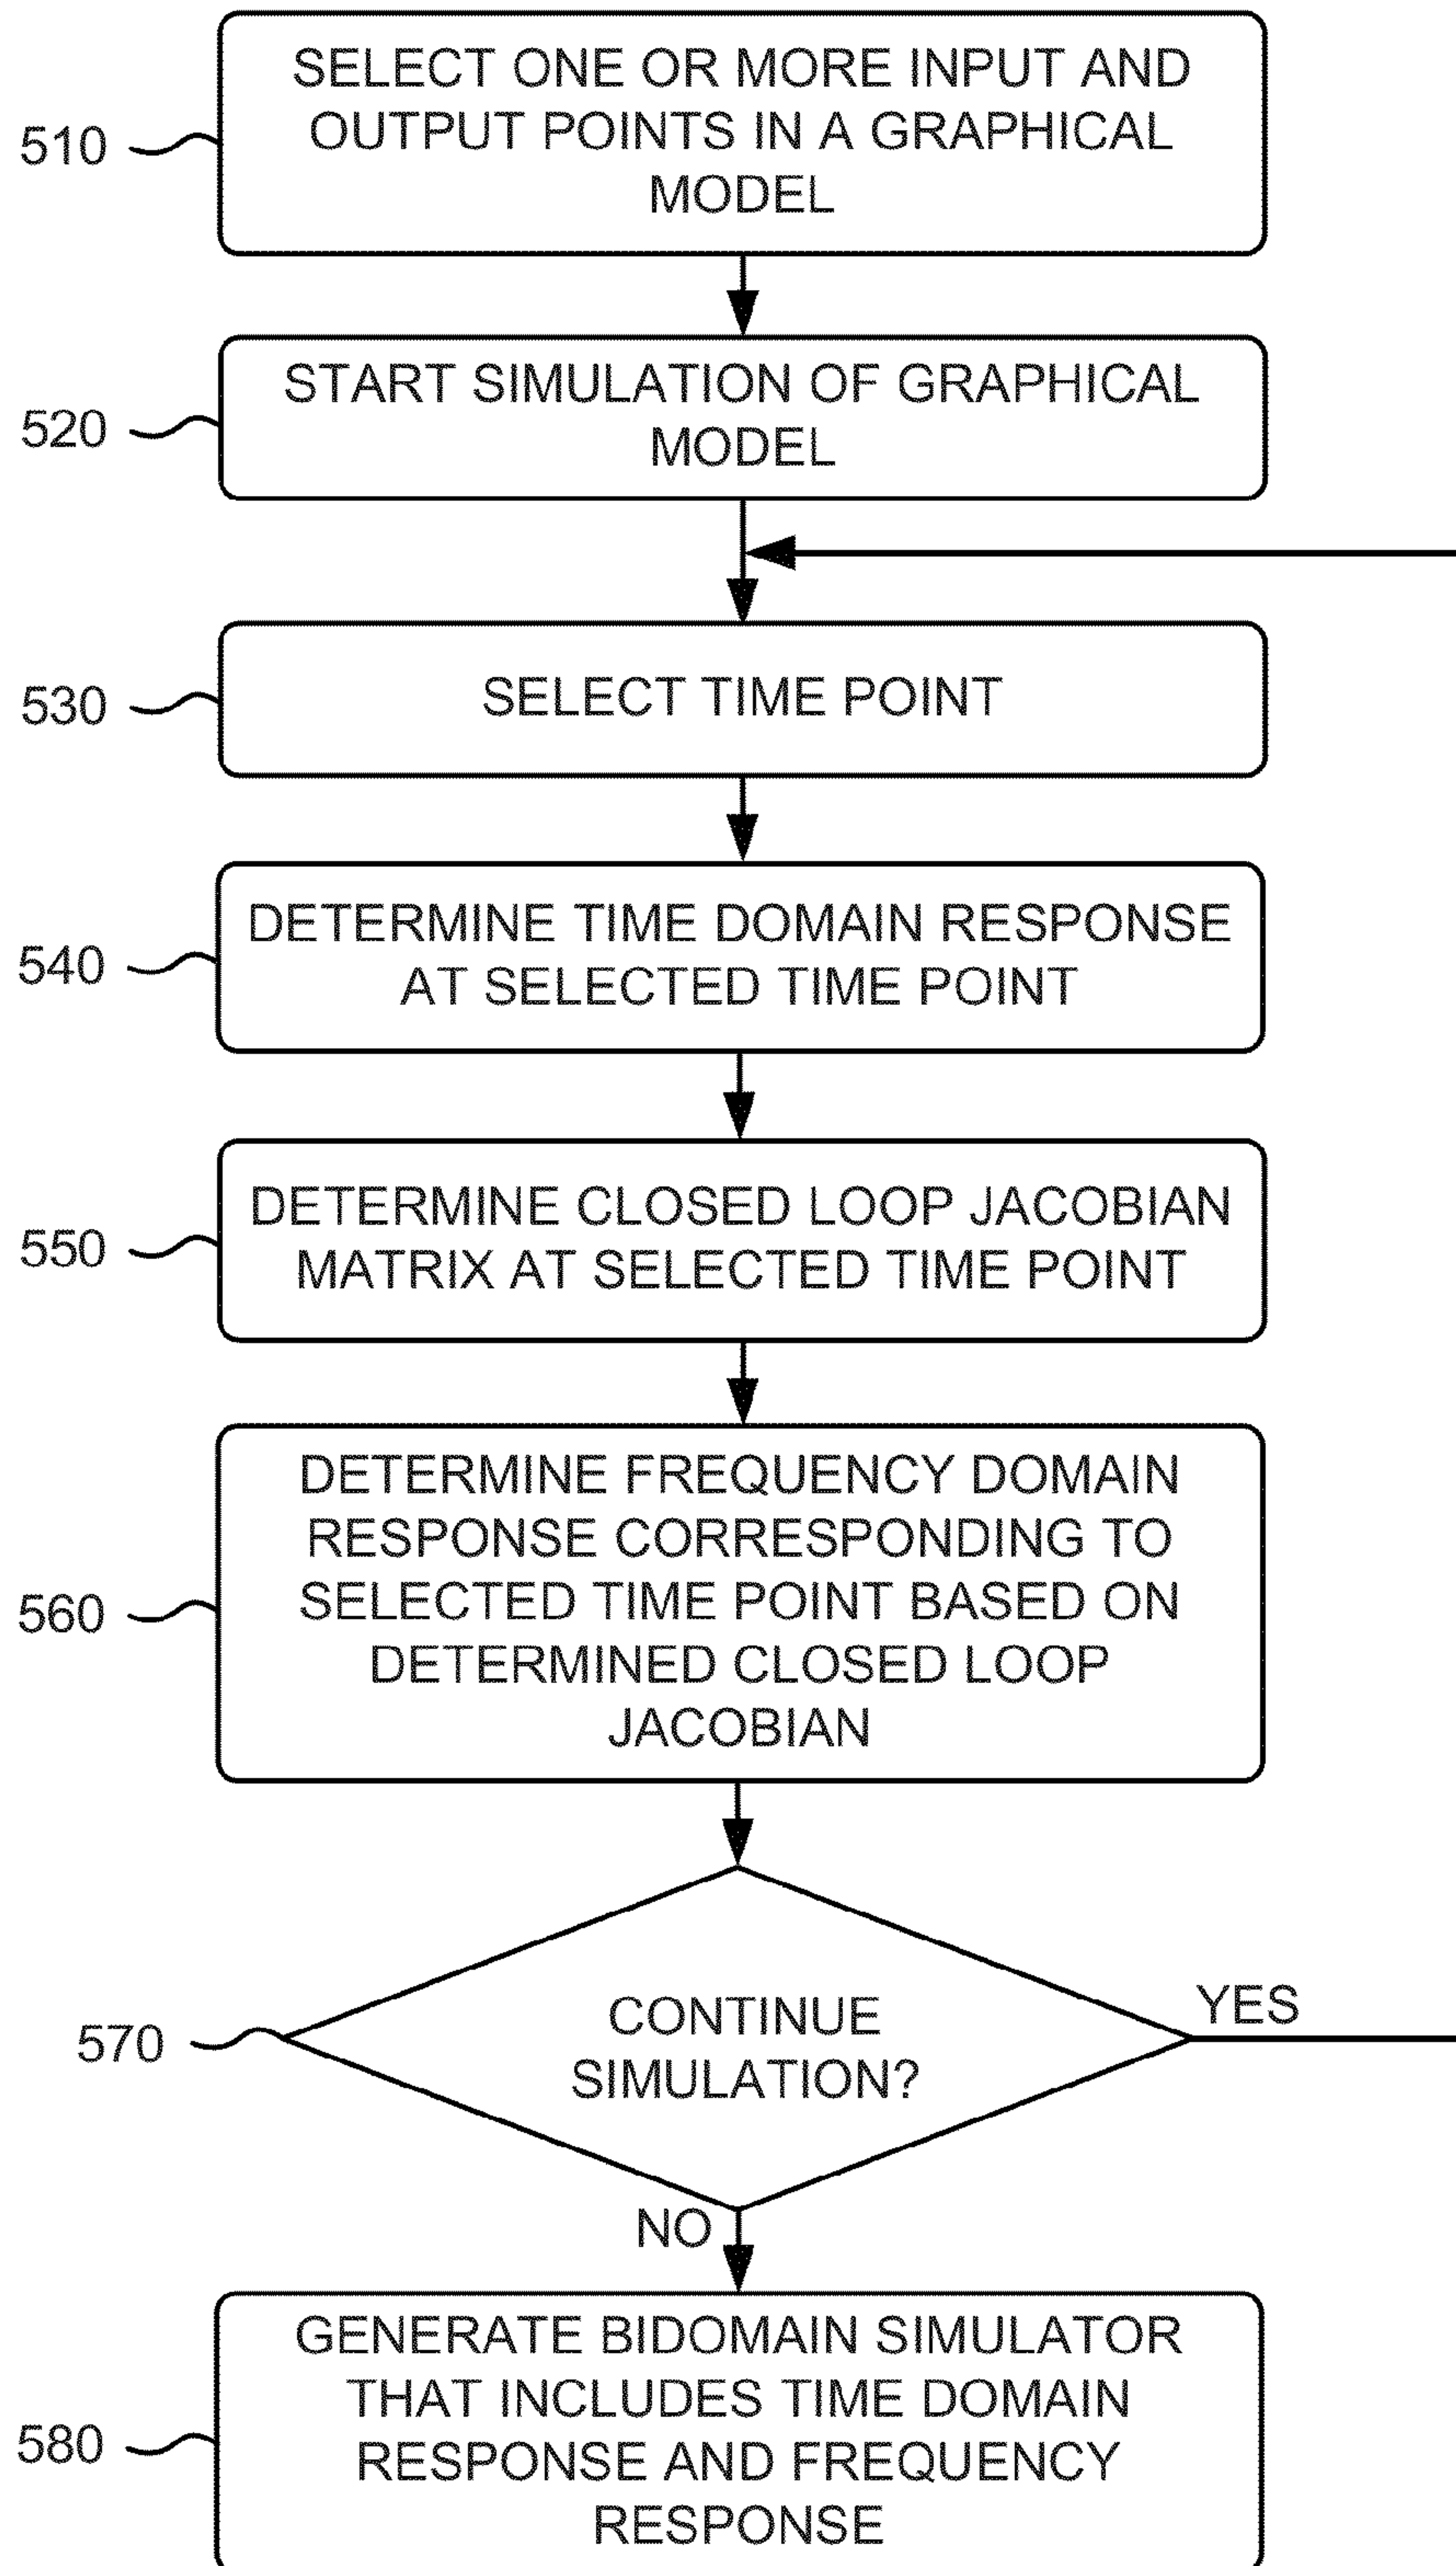 510
SELECT ONE OR MORE INPUT AND
OUTPUT POINTS IN A GRAPHICAL
MODEL
520
START SIMULATION OF GRAPHICAL
MODEL
530
SELECT TIME POINT
540
DETERMINE TIME DOMAIN RESPONSE
AT SELECTED TIME POINT
550
DETERMINE CLOSED LOOP JACOBIAN
MATRIX AT SELECTED TIME POINT
560
DETERMINE FREQUENCY DOMAIN
RESPONSE CORRESPONDING TO
SELECTED TIME POINT BASED ON
DETERMINED CLOSED LOOP
JACOBIAN
570
CONTINUE
SIMULATION?
YES
NO
580
GENERATE BIDOMAIN SIMULATOR
THAT INCLUDES TIME DOMAIN
RESPONSE AND FREQUENCY
RESPONSE